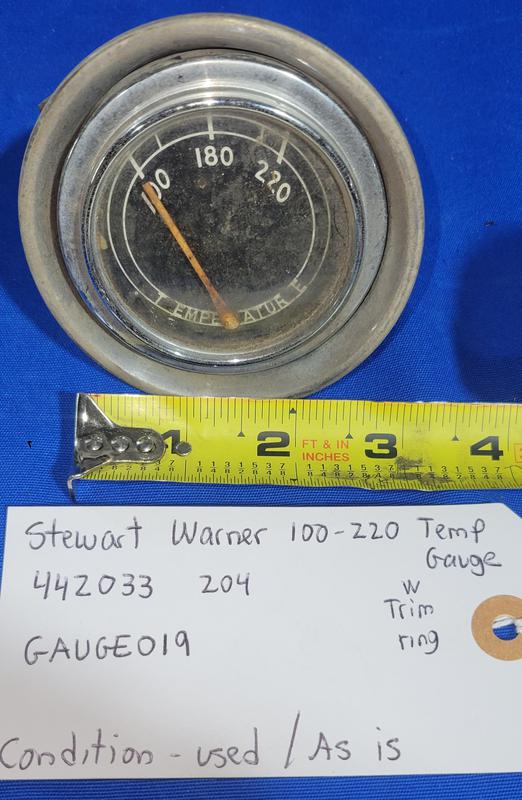 180
100
220
TEMPERATURE
1 2 3 4
FT & IN
INCHES
Stewart Warner 100-220 Temp
Gauge
442033 204
W
Trim
ring
GAUGE019
Condition - used / As is